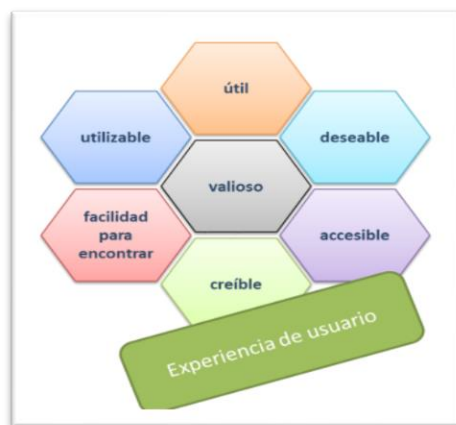 útil
utilizable
deseable
valioso
facilidad
para
encontrar
accesible
creíble
Experiencia de usuario